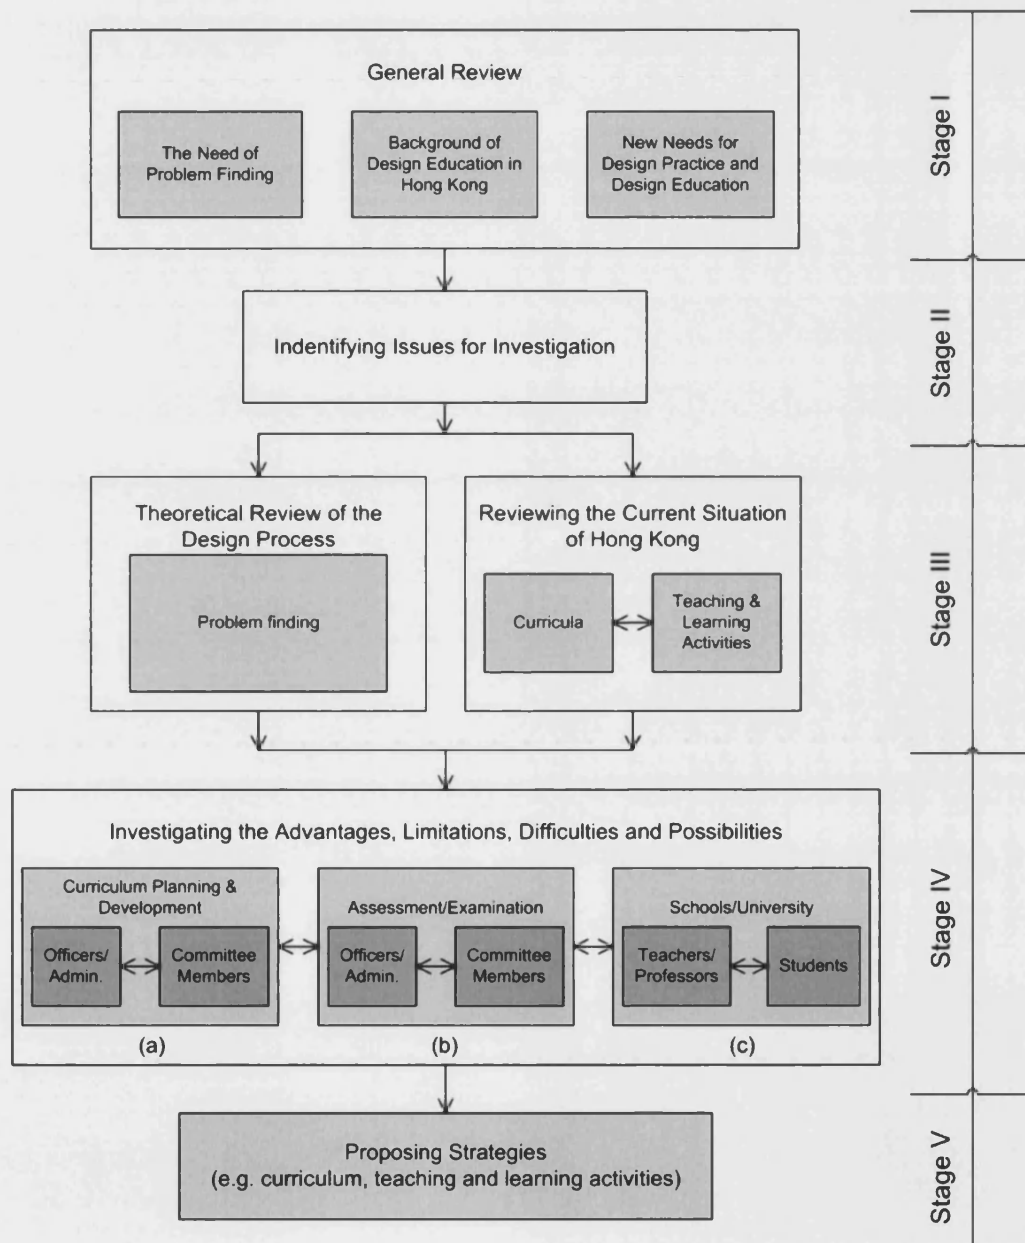 General Review
The Need of
Problem Finding
Background of
Design Education in
Hong Kong
New Needs for
Design Practice and
Design Education
Stage I
Indentifying Issues for Investigation
Stage II
Theoretical Review of the
Design Process
Problem finding
Reviewing the Current Situation
of Hong Kong
Curricula
Teaching &
Learning
Activities
Stage III
Investigating the Advantages, Limitations, Difficulties and Possibilities
Curriculum Planning &
Development
Officers/
Admin.
Committee
Members
(a)
Assessment/Examination
Officers/
Admin.
Committee
Members
(b)
Schools/University
Teachers/
Professors
Students
(c)
Stage IV
Proposing Strategies
(e.g. curriculum, teaching and learning activities)
Stage V